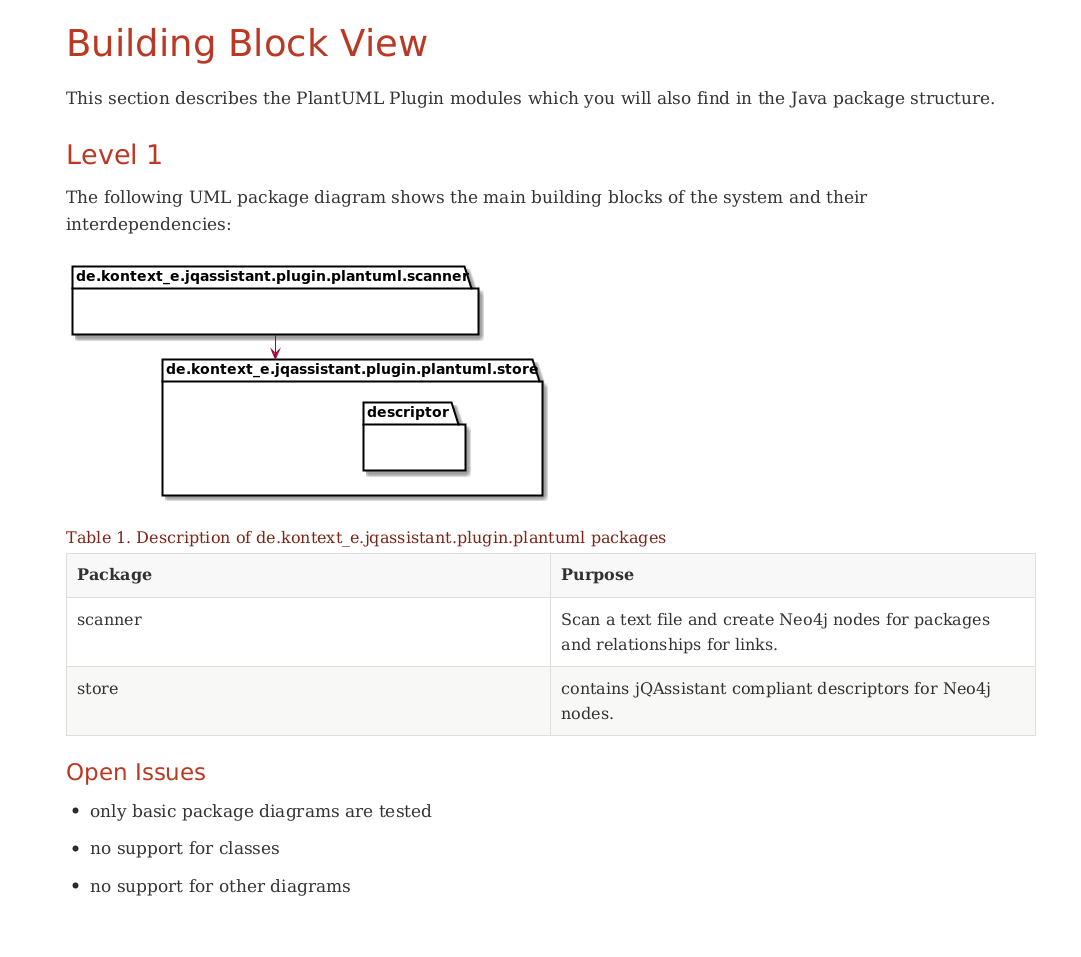 Building Block View
This section describes the PlantUML Plugin modules which you will also find in the Java package structure.
Level 1
The following UML package diagram shows the main building blocks of the system and their
interdependencies:
de.kontext_e.jqassistant.plugin.plantuml.scanner
de.kontext_e.jqassistant.plugin.plantuml.store
descriptor
Table 1. Description of de.kontext_e.jqassistant.plugin.plantuml packages
Package Purpose
scanner Scan a text file and create Neo4j nodes for packages
and relationships for links.
store contains jQAssistant compliant descriptors for Neo4j
nodes.
Open Issues
• only basic package diagrams are tested
• no support for classes
• no support for other diagrams